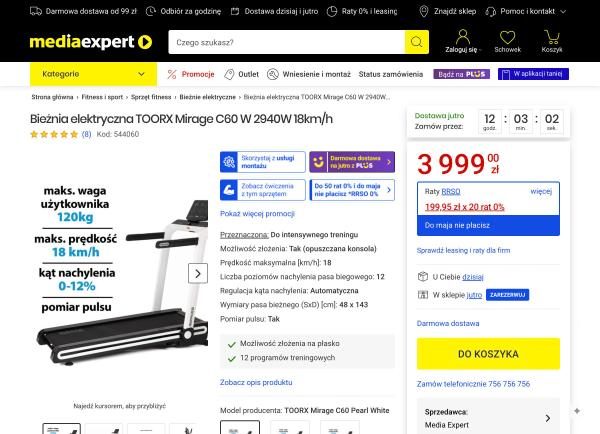 Darmowa dostawa od 99 zł Odbiór za godzinę Dostawa dzisiaj i jutro Raty 0% i leasing Znajdź sklep Pomoc i kontakt
mediaexpert Czego szukasz? Zaloguj się Schowek Koszyk
Kategorie Promocje Outlet Wniesienie i montaż Status zamówienia Bądź na PLUS W aplikacji taniej
Strona główna Fitness i sport Sprzęt fitness Bieżnie elektryczne Bieżnia elektryczna TOORX Mirage C60 W 2940W...
Bieżnia elektryczna TOORX Mirage C60 W 2940W 18km/h
(8) Kod: 544060
Dostawa jutro
Zamów przez:
12 : 03 : 02
godz. min. sek.
maks. waga
użytkownika
120kg
maks. prędkość
18 km/h
kąt nachylenia
0-12%
pomiar pulsu
Najedź kursorem, aby przybliżyć
Skorzystaj z usługi
montażu
Darmowa dostawa
na jutro z PLUS
Zobacz ćwiczenia
z tym sprzętem
Do 50 rat 0% i do maja
nie płacisz *RRSO 0%
Pokaż więcej promocji
Przeznaczona: Do intensywnego treningu
Możliwość złożenia: Tak (opuszczana konsola)
Prędkość maksymalna [km/h]: 18
Liczba poziomów nachylenia pasa biegowego: 12
Regulacja kąta nachylenia: Automatyczna
Wymiary pasa bieżnego (SxD) [cm]: 48 x 143
Pomiar pulsu: Tak
Możliwość złożenia na płasko
12 programów treningowych
Zobacz opis produktu
Model producenta: TOORX Mirage C60 Pearl White
3 999 00 zł
Raty RRSO więcej
199,95 zł x 20 rat 0%
Do maja nie płacisz
Sprawdź leasing i raty dla firm
U Ciebie dzisiaj
W sklepie jutro ZAREZERWUJ
Darmowa dostawa
DO KOSZYKA
Zamów telefonicznie 756 756 756
Sprzedawca:
Media Expert